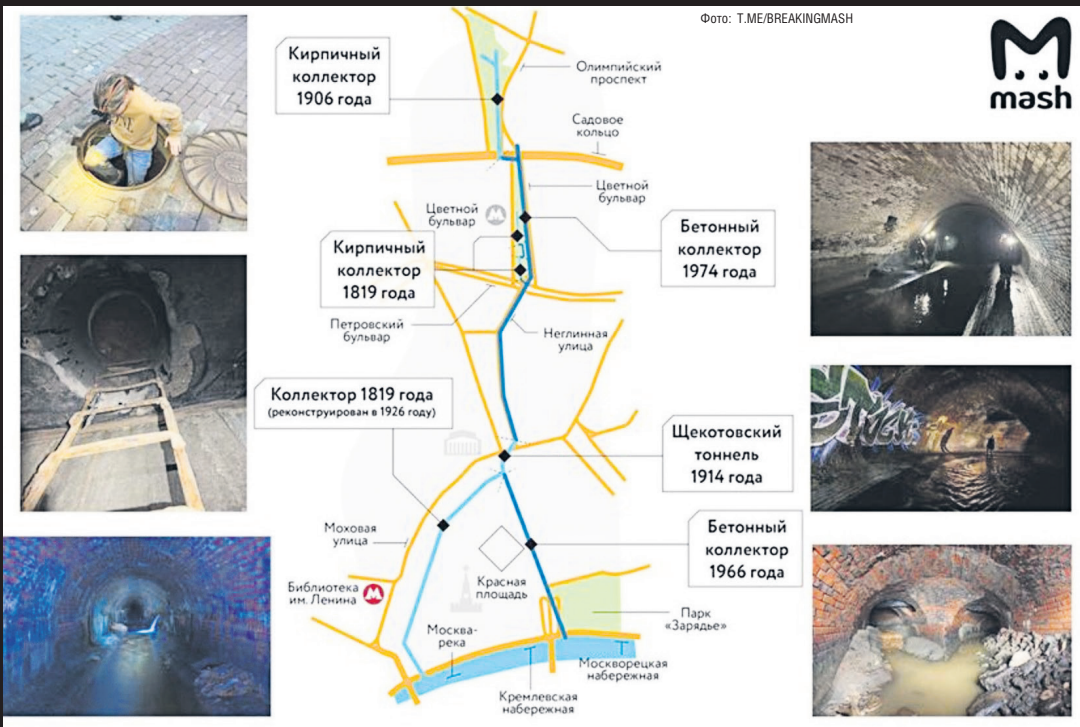 Фото: T.ME/BREAKINGMASH
mash
Кирпичный
коллектор
1906 года
Олимпийский
проспект
Садовое
кольцо
Цветной
бульвар
Цветной
бульвар
Бетонный
коллектор
1974 года
Кирпичный
коллектор
1819 года
Петровский
бульвар
Неглинная
улица
Коллектор 1819 года
(реконструирован в 1926 году)
Щекотовский
тоннель
1914 года
Моховая
улица
Бетонный
коллектор
1966 года
Библиотека
им. Ленина
Красная
площадь
Парк
«Зарядье»
Москва-
река
Москворецкая
набережная
Кремлевская
набережная